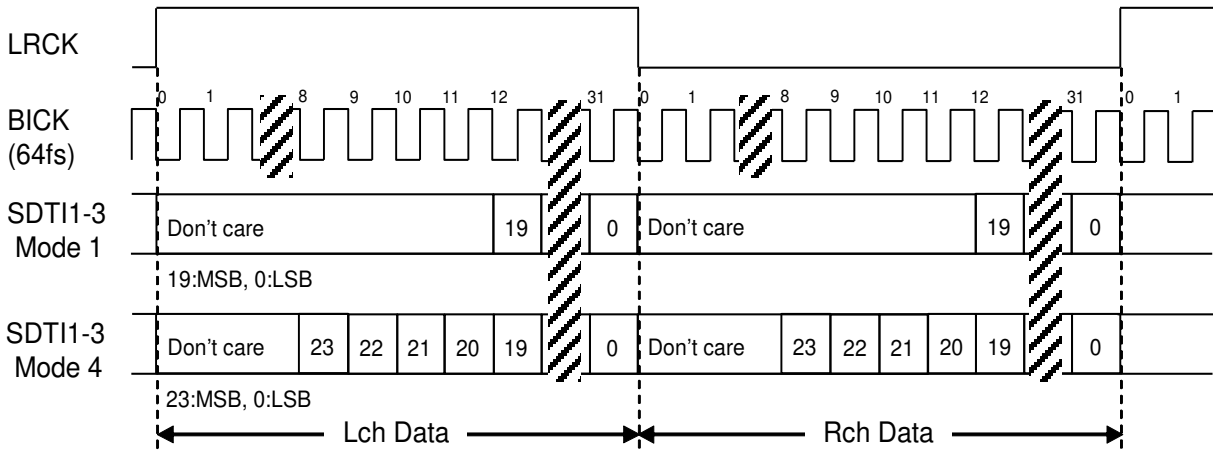 LRCK
0 1 8 9 10 11 12 31 0 1 8 9 10 11 12 31 0 1
BICK
(64fs)
SDTI1-3
Mode 1
Don't care 19 0 Don't care 19 0
19:MSB, 0:LSB
SDTI1-3
Mode 4
Don't care 23 22 21 20 19 0 Don't care 23 22 21 20 19 0
23:MSB, 0:LSB
Lch Data Rch Data